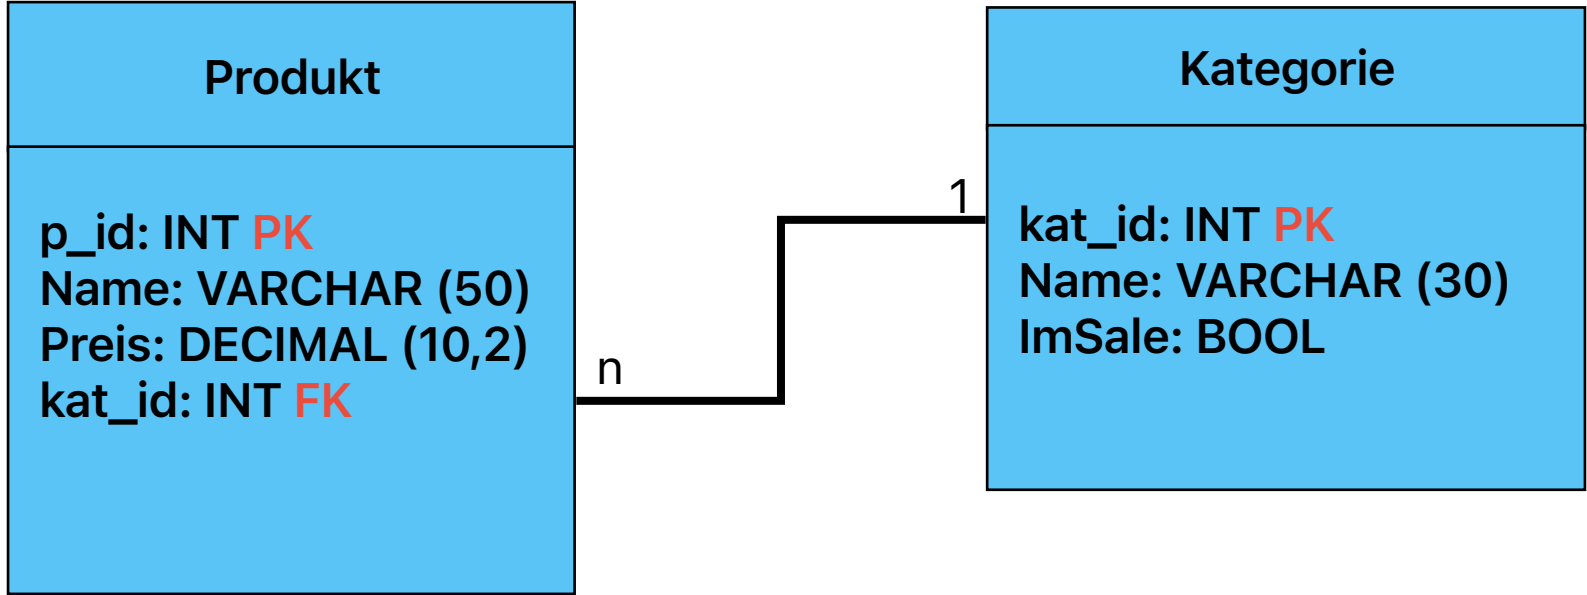 Produkt
p_id: INT PK
Name: VARCHAR (50)
Preis: DECIMAL (10,2)
kat_id: INT FK
n
1
Kategorie
kat_id: INT PK
Name: VARCHAR (30)
ImSale: BOOL